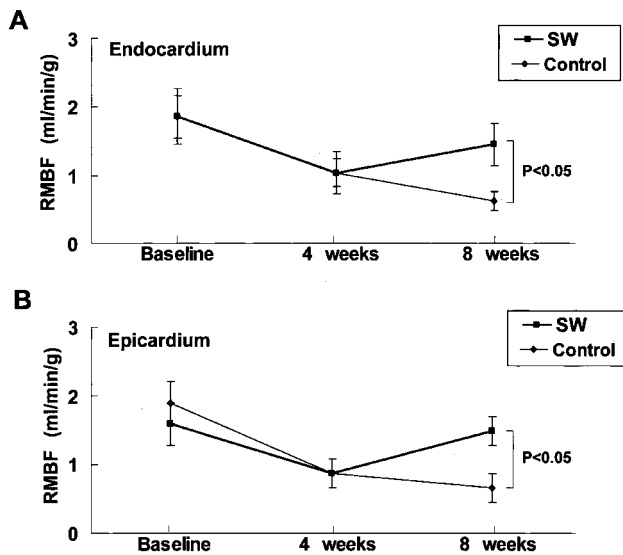 A
Endocardium
SW
Control
RMBF (ml/min/g)
3
2
1
0
P<0.05
Baseline 4 weeks 8 weeks
B
Epicardium
SW
Control
RMBF (ml/min/g)
3
2
1
0
P<0.05
Baseline 4 weeks 8 weeks